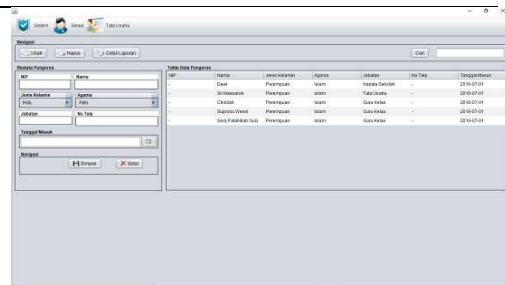 Sistem Siswa Tata Usaha
Navigasi
Ubah Hapus Cetak Laporan Cari
Biodata Pengurus
NIP Nama
Jenis Kelamin Agama
Pilih Pilih
Jabatan No Telp
Tanggal Masuk
Navigasi
Simpan Batal
Table Data Pengurus
NIP Nama Jenis Kelamin Agama Jabatan No Telp Tanggal Masuk
- Dewi Perempuan Islam Kepala Sekolah - 2016-07-01
- Sri Maesaroh Perempuan Islam Tata Usaha - 2016-07-01
- Choldah Perempuan Islam Guru Kelas - 2016-07-01
- Perempuan Islam Guru Kelas - 2016-07-01
- Perempuan Islam Guru Kelas - 2016-07-01